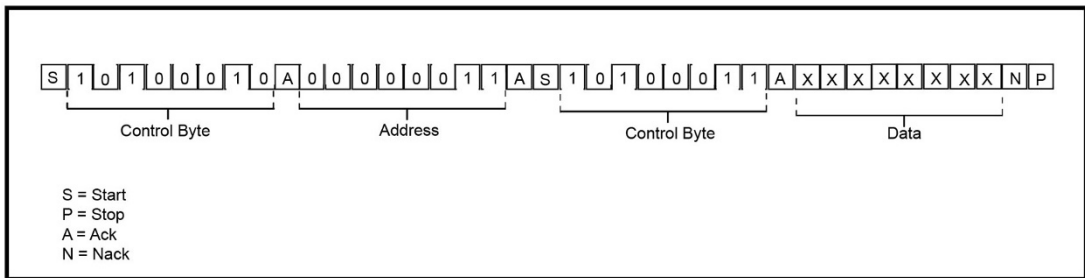 S 1 0 1 0 0 0 1 0 A 0 0 0 0 0 0 1 1 A S 1 0 1 0 0 0 1 1 A X X X X X X X X N P
Control Byte Address Control Byte Data
S = Start
P = Stop
A = Ack
N = Nack